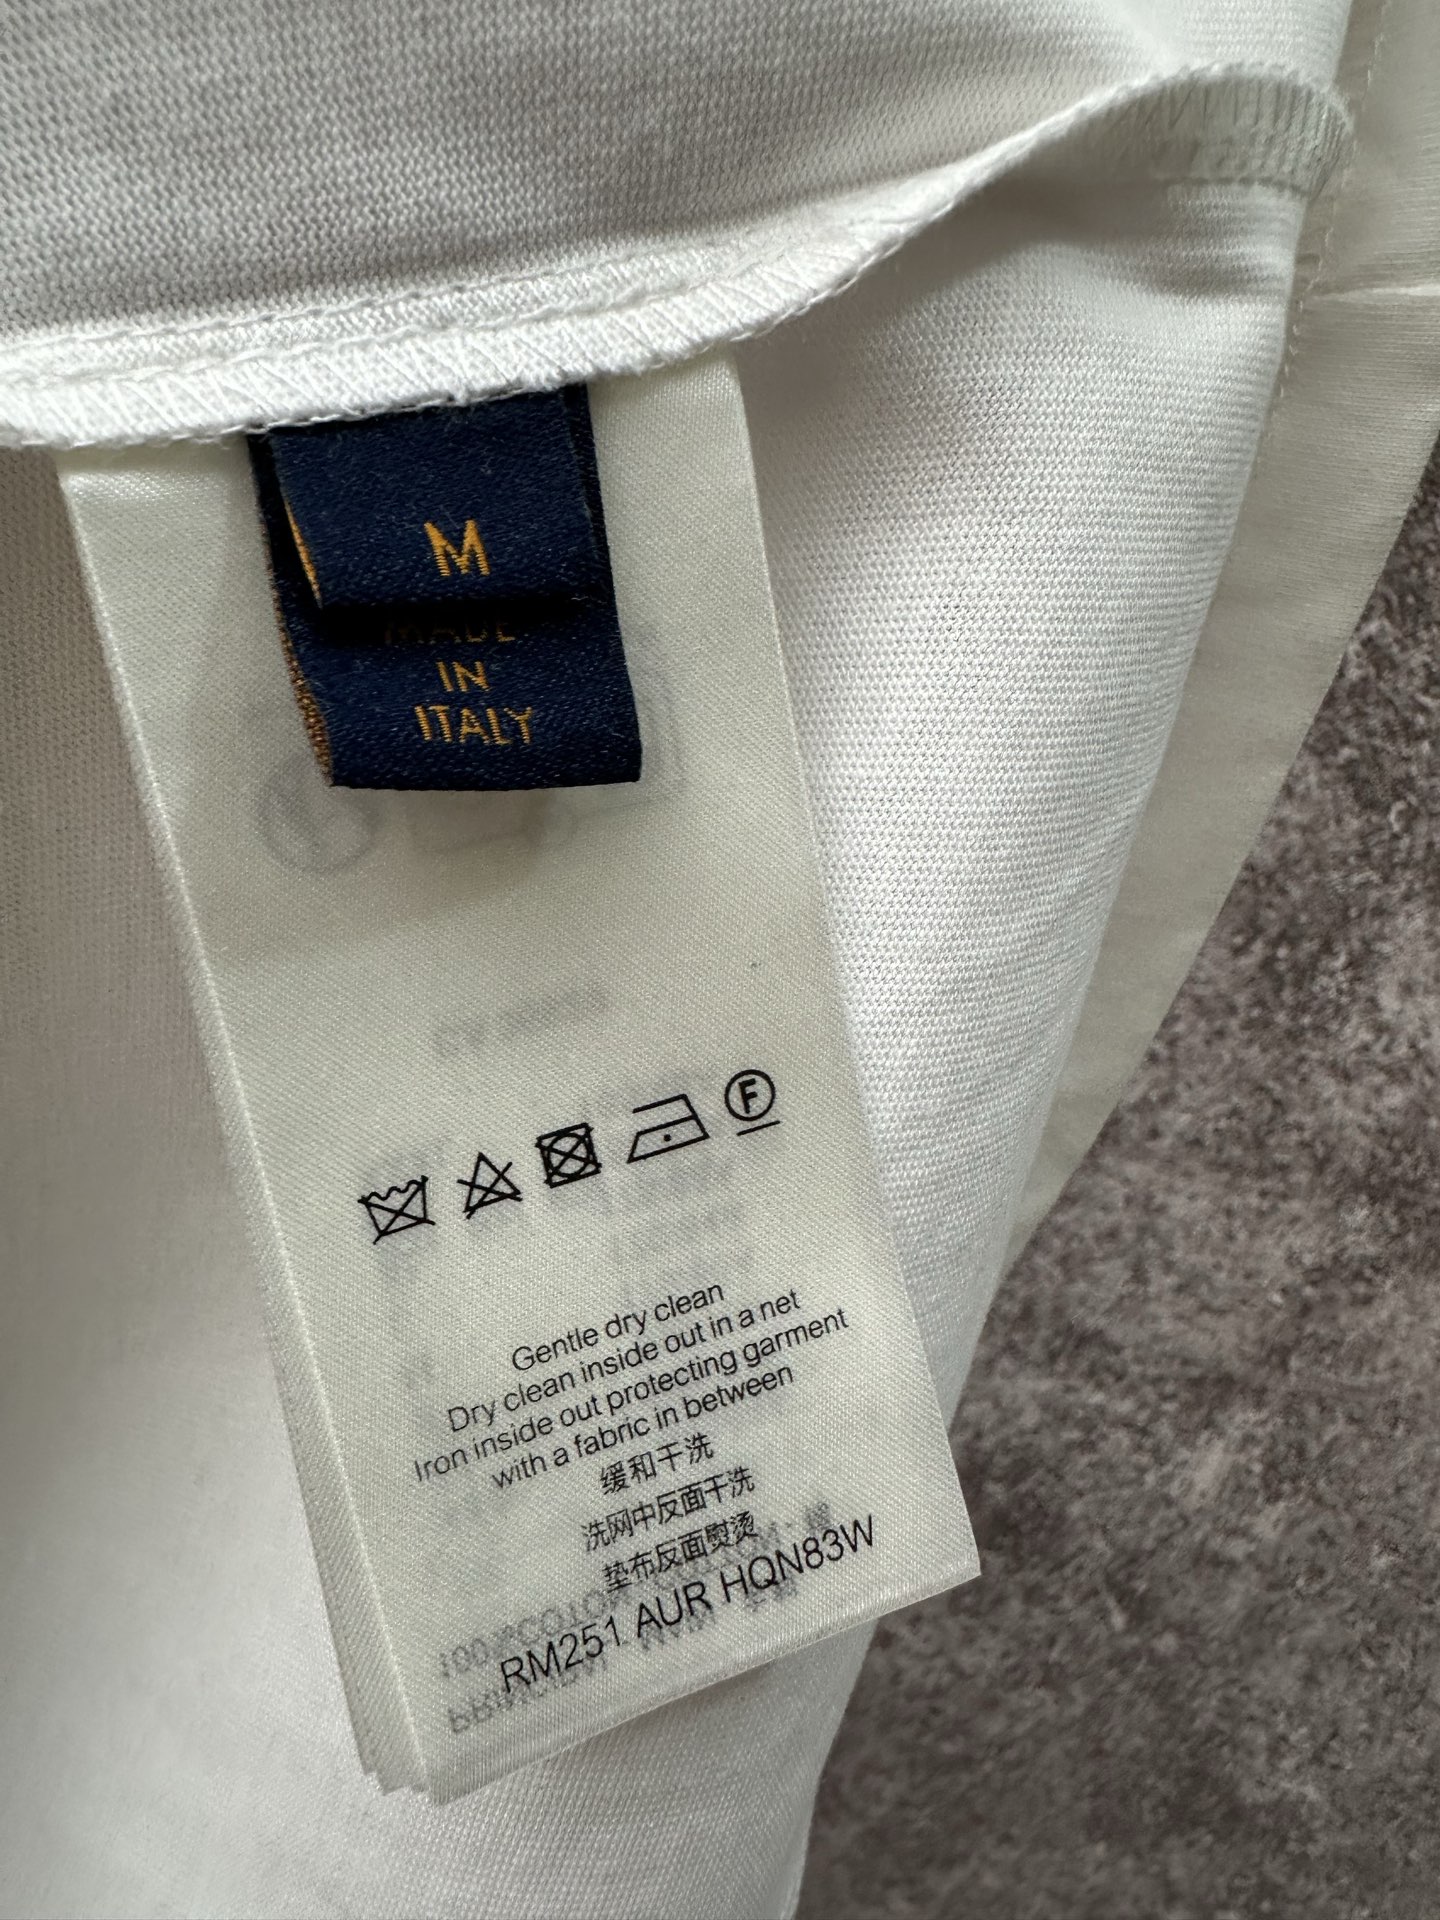 M
MADE
IN
ITALY
F
Gentle dry clean
Dry clean inside out in a net
Iron inside out protecting garment
with a fabric in between
缓和干洗
洗网中反面干洗
垫布反面熨烫
RM251 AUR HQN83W